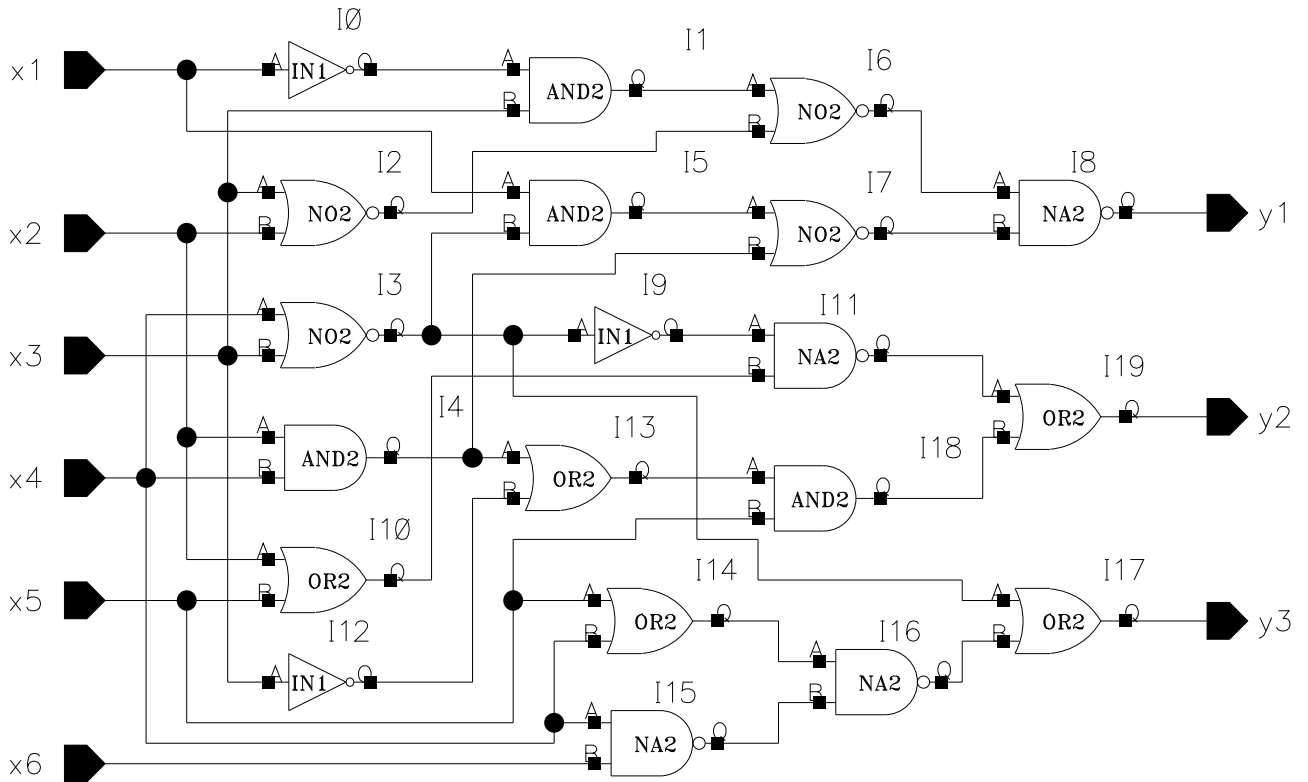 I0
A Q
x1
IN1
I1
A Q
B
AND2
I6
A Q
B
NO2
I2
A Q
B
NO2
I5
A Q
B
AND2
I7
A Q
B
NO2
I8
A Q
B
NA2
y1
x2
I3
A Q
B
NO2
I9
A Q
IN1
I11
A Q
B
NA2
x3
I4
A Q
B
AND2
I13
A Q
B
OR2
I18
A Q
B
AND2
I19
A Q
B
OR2
y2
x4
I10
A Q
B
OR2
I14
A Q
B
OR2
I17
A Q
B
OR2
y3
x5
I12
A Q
IN1
I15
A Q
B
NA2
I16
A Q
B
NA2
x6